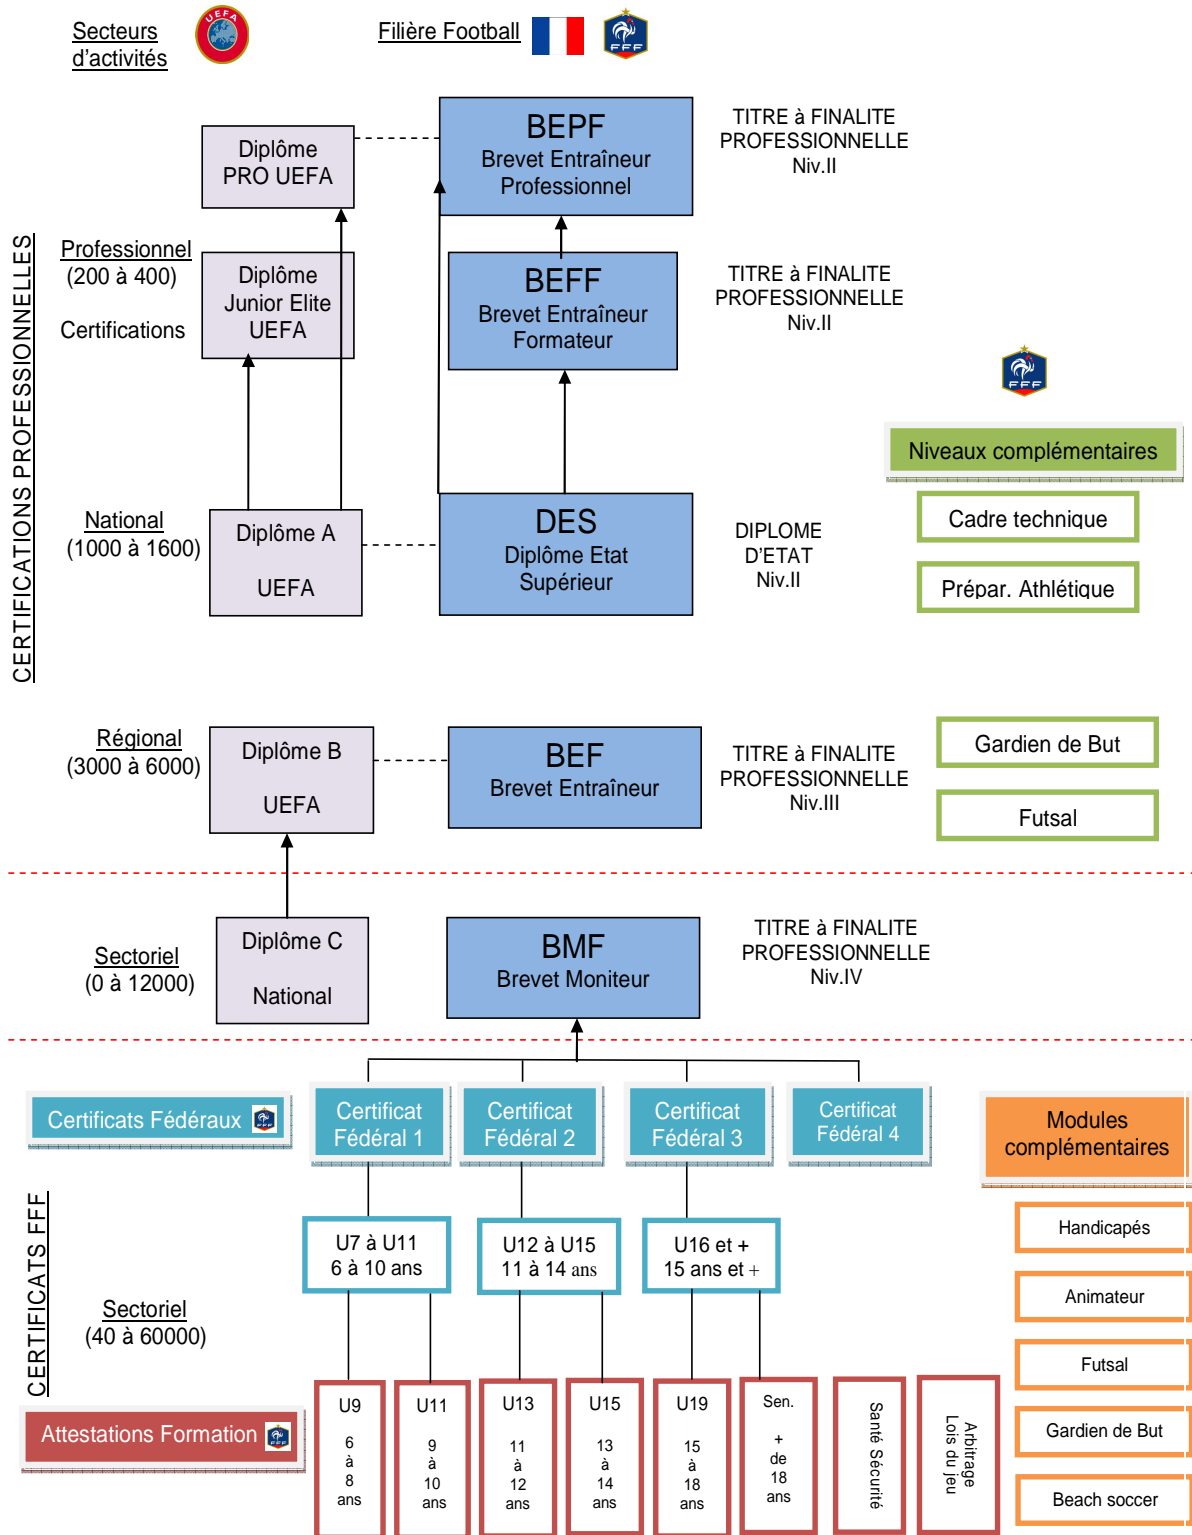 Secteurs
d'activités
UEFA
Filière Football
FFF
CERTIFICATIONS PROFESSIONNELLES
Diplôme
PRO UEFA
BEPF
Brevet Entraîneur
Professionnel
TITRE à FINALITE
PROFESSIONNELLE
Niv.II
Professionnel
(200 à 400)
Certifications
Diplôme
Junior Elite
UEFA
BEFF
Brevet Entraîneur
Formateur
TITRE à FINALITE
PROFESSIONNELLE
Niv.II
FFF
Niveaux complémentaires
Cadre technique
Prépar. Athlétique
National
(1000 à 1600)
Diplôme A
UEFA
DES
Diplôme Etat
Supérieur
DIPLOME
D'ETAT
Niv.II
Régional
(3000 à 6000)
Diplôme B
UEFA
BEF
Brevet Entraîneur
TITRE à FINALITE
PROFESSIONNELLE
Niv.III
Gardien de But
Futsal
Sectoriel
(0 à 12000)
Diplôme C
National
BMF
Brevet Moniteur
TITRE à FINALITE
PROFESSIONNELLE
Niv.IV
CERTIFICATS FFF
Certificats Fédéraux
Certificat
Fédéral 1
Certificat
Fédéral 2
Certificat
Fédéral 3
Certificat
Fédéral 4
Modules
complémentaires
U7 à U11
6 à 10 ans
U12 à U15
11 à 14 ans
U16 et +
15 ans et +
Handicapés
Animateur
Futsal
Gardien de But
Beach soccer
Sectoriel
(40 à 60000)
Attestations Formation
U9
6
à
8
ans
U11
9
à
10
ans
U13
11
à
12
ans
U15
13
à
14
ans
U19
15
à
18
ans
Sen.
+
de
18
ans
Santé Sécurité
Arbitrage
Lois du jeu